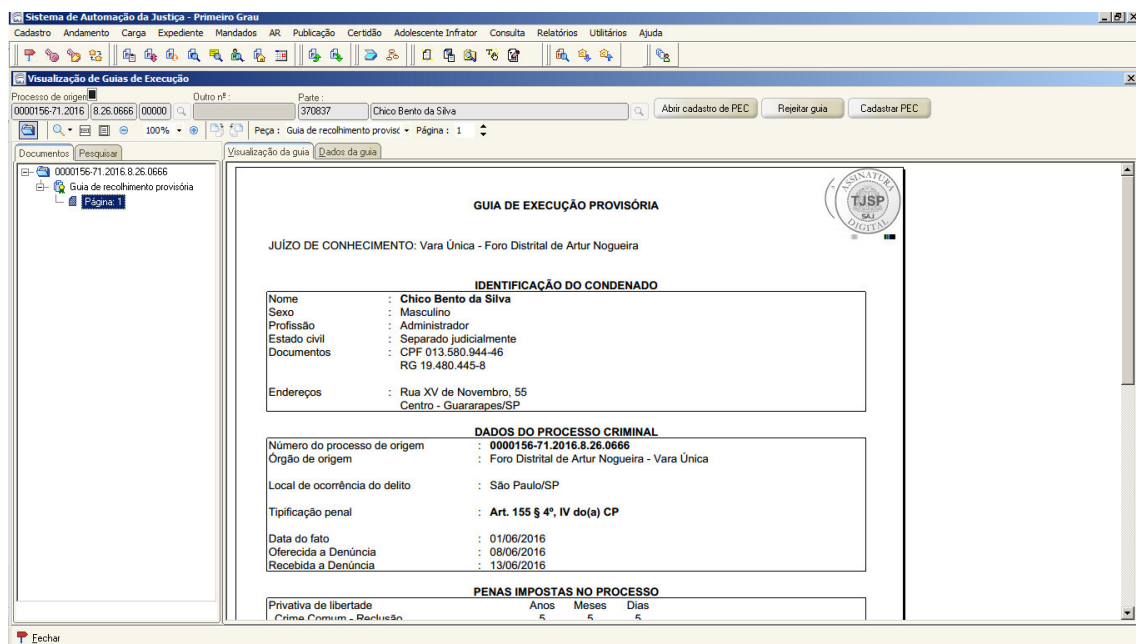 Sistema de Automação da Justiça - Primeiro Grau
Cadastro Andamento Carga Expediente Mandados AR Publicação Certidão Adolescente Infrator Consulta Relatórios Utilitários Ajuda
Visualização de Guias de Execução
Processo de origem Outro nº : Parte :
0000156-71.2016 8.26.0666 00000 370837 Chico Bento da Silva Abrir cadastro de PEC Rejeitar guia Cadastrar PEC
100% Peça : Guia de recolhimento provisc Página : 1
Documentos Pesquisar Visualização da guia Dados da guia
0000156-71.2016.8.26.0666
Guia de recolhimento provisória
Página: 1
ASSINATURA
TJSP
SAJ
DIGITAL
GUIA DE EXECUÇÃO PROVISÓRIA
JUÍZO DE CONHECIMENTO: Vara Única - Foro Distrital de Artur Nogueira
IDENTIFICAÇÃO DO CONDENADO
Nome : Chico Bento da Silva
Sexo : Masculino
Profissão : Administrador
Estado civil : Separado judicialmente
Documentos : CPF 013.580.944-46
RG 19.480.445-8
Endereços : Rua XV de Novembro, 55
Centro - Guararapes/SP
DADOS DO PROCESSO CRIMINAL
Número do processo de origem : 0000156-71.2016.8.26.0666
Órgão de origem : Foro Distrital de Artur Nogueira - Vara Única
Local de ocorrência do delito : São Paulo/SP
Tipificação penal : Art. 155 § 4º, IV do(a) CP
Data do fato : 01/06/2016
Oferecida a Denúncia : 08/06/2016
Recebida a Denúncia : 13/06/2016
PENAS IMPOSTAS NO PROCESSO
Privativa de libertade Anos Meses Dias
Crime Comum - Reclusão 5 5 5
Fechar